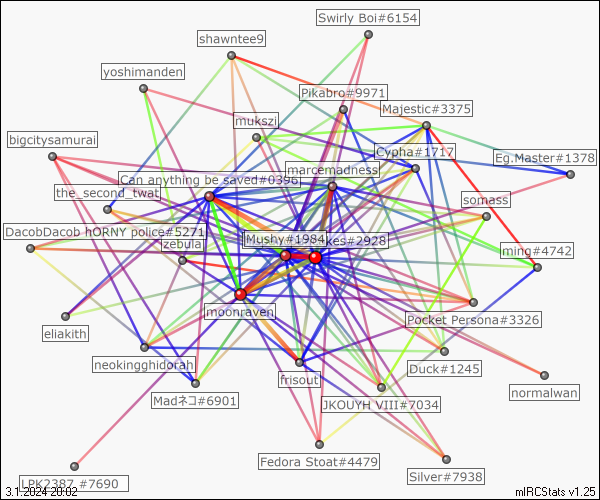 Swirly Boi#6154
shawntee9
yoshimanden
Pikabro#9971
Majestic#3375
mukszi
bigcitysamurai
Cypha#1717
Eg.Master#1378
marcemadness
Can anything be saved#0396
the_second_twat
somass
DacobDacob hORNY police#5271
Mushy#1984
kes#2928
zebula
ming#4742
moonraven
Pocket Persona#3326
eliakith
neokingghidorah
frisout
Duck#1245
normalwan
Madネコ#6901
JKOUYH VIII#7034
Fedora Stoat#4479
Silver#7938
LPK2387_#7690
3.1.2024 20:02
mIRCStats v1.25